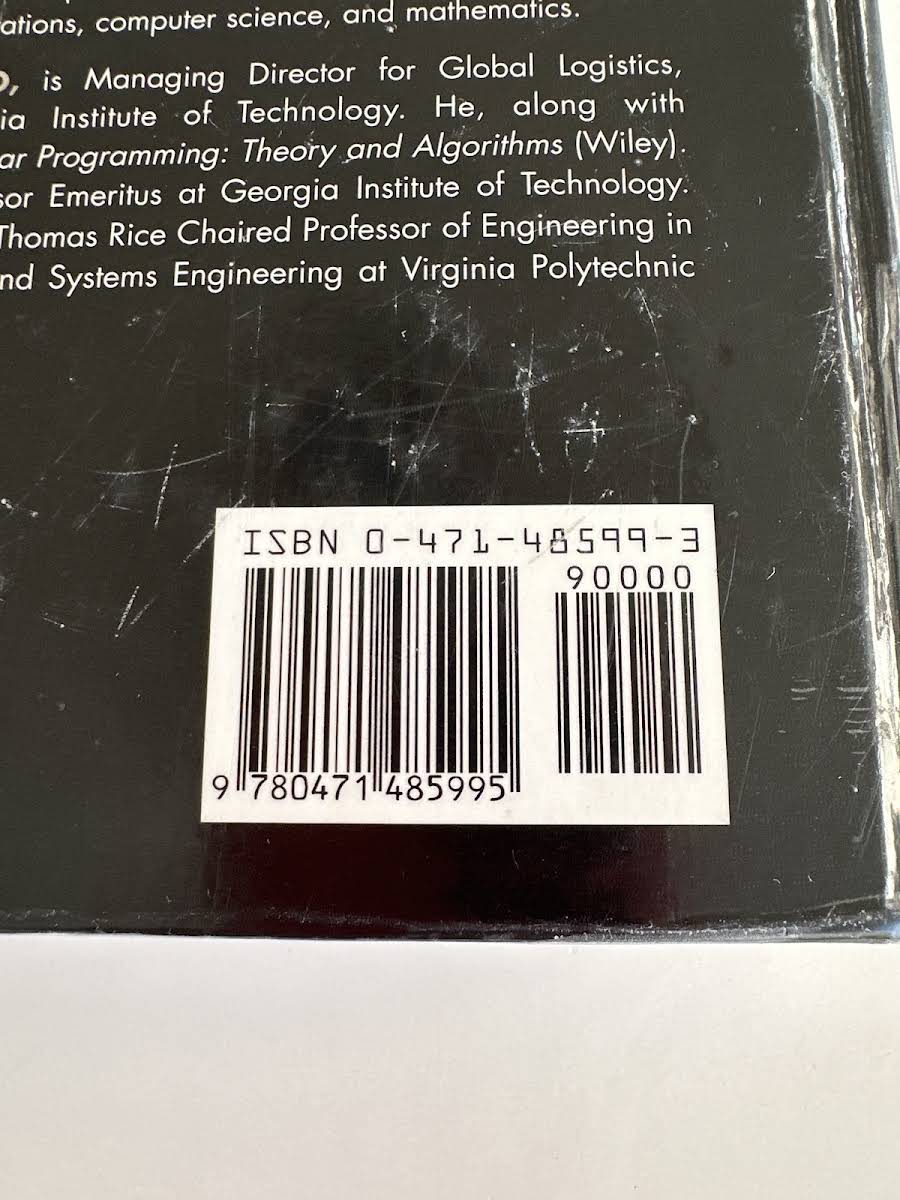 ations, computer science, and mathematics.
D, is Managing Director for Global Logistics,
ia Institute of Technology. He, along with
ar Programming: Theory and Algorithms (Wiley).
sor Emeritus at Georgia Institute of Technology.
Thomas Rice Chaired Professor of Engineering in
nd Systems Engineering at Virginia Polytechnic
ISBN 0-471-48599-3
90000
9 780471 485995